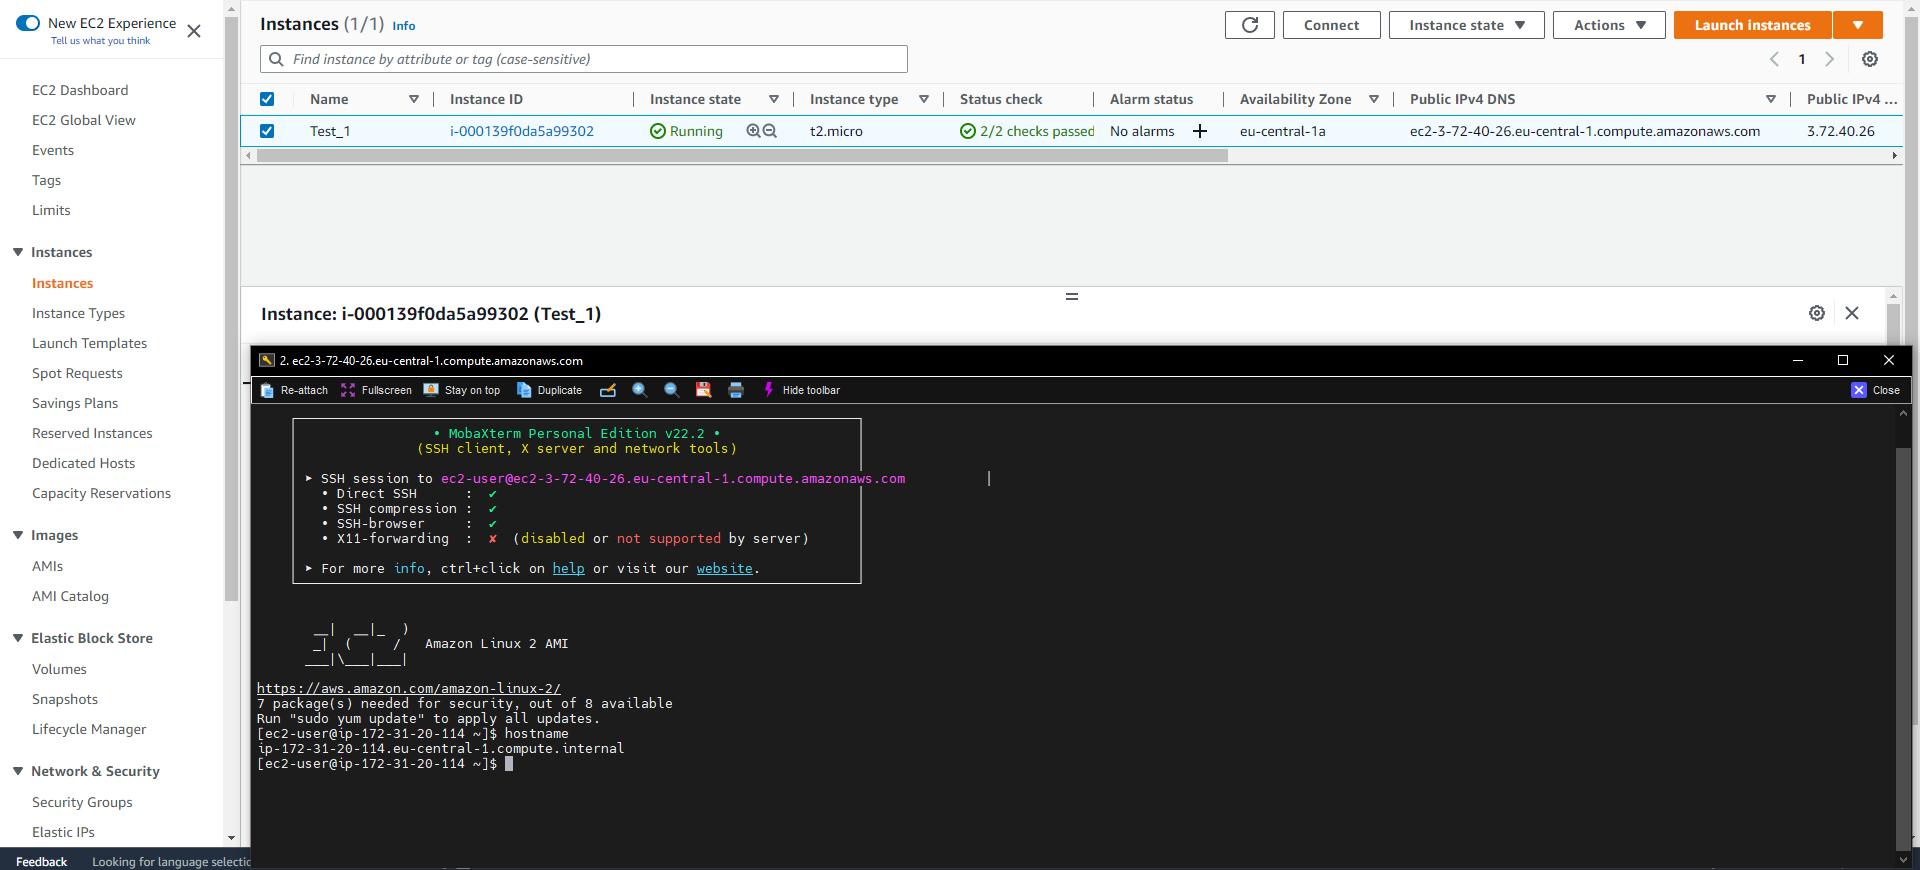 New EC2 Experience
Tell us what you think
EC2 Dashboard
EC2 Global View
Events
Tags
Limits
Instances
Instances
Instance Types
Launch Templates
Spot Requests
Savings Plans
Reserved Instances
Dedicated Hosts
Capacity Reservations
Images
AMIs
AMI Catalog
Elastic Block Store
Volumes
Snapshots
Lifecycle Manager
Network & Security
Security Groups
Elastic IPs
Feedback Looking for language selectic
Instances (1/1) Info
Connect Instance state Actions Launch instances
Find instance by attribute or tag (case-sensitive)
1
Name Instance ID Instance state Instance type Status check Alarm status Availability Zone Public IPv4 DNS Public IPv4 ...
Test_1 i-000139f0da5a99302 Running t2.micro 2/2 checks passed No alarms + eu-central-1a ec2-3-72-40-26.eu-central-1.compute.amazonaws.com 3.72.40.26
Instance: i-000139f0da5a99302 (Test_1)
2. ec2-3-72-40-26.eu-central-1.compute.amazonaws.com
Re-attach Fullscreen Stay on top Duplicate Hide toolbar Close
• MobaXterm Personal Edition v22.2 •
(SSH client, X server and network tools)
► SSH session to ec2-user@ec2-3-72-40-26.eu-central-1.compute.amazonaws.com
• Direct SSH : ✔
• SSH compression : ✔
• SSH-browser : ✔
• X11-forwarding : ✘ (disabled or not supported by server)
► For more info, ctrl+click on help or visit our website.
__| __|_ )
_| ( / Amazon Linux 2 AMI
___|\___|___|
https://aws.amazon.com/amazon-linux-2/
7 package(s) needed for security, out of 8 available
Run "sudo yum update" to apply all updates.
[ec2-user@ip-172-31-20-114 ~]$ hostname
ip-172-31-20-114.eu-central-1.compute.internal
[ec2-user@ip-172-31-20-114 ~]$